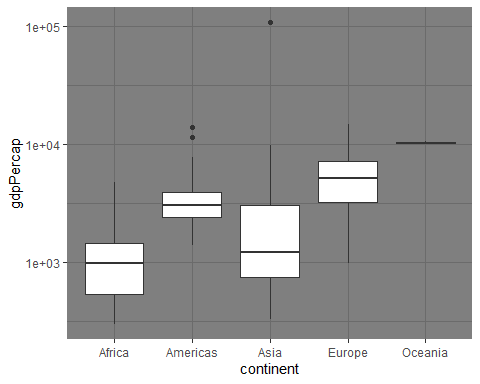 1e+05
1e+04
1e+03
gdpPercap
Africa Americas Asia Europe Oceania
continent